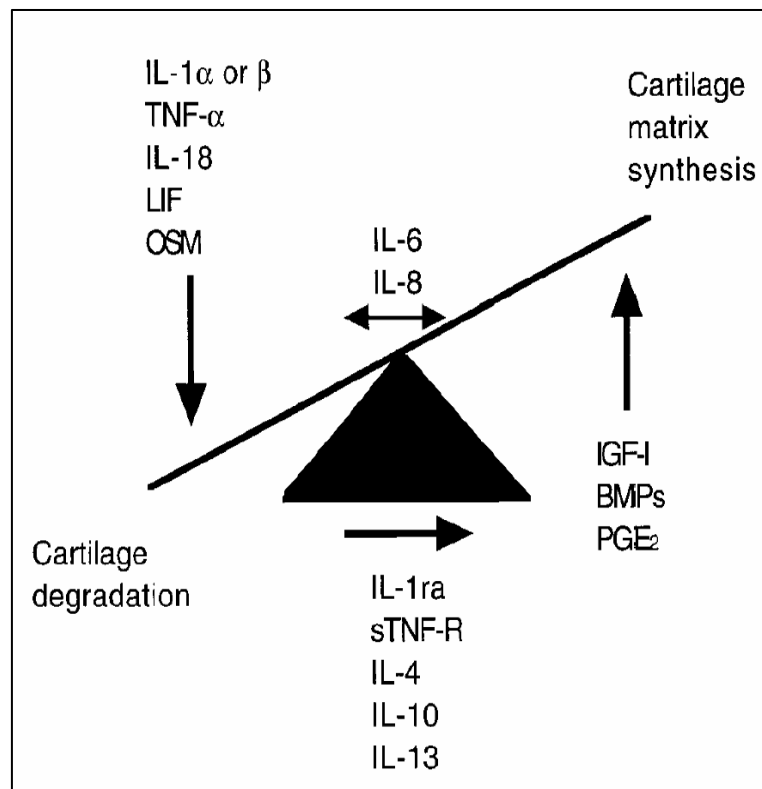 IL-1α or β
TNF-α
IL-18
LIF
OSM
Cartilage
matrix
synthesis
IL-6
IL-8
IGF-I
BMPs
PGE₂
Cartilage
degradation
IL-1ra
sTNF-R
IL-4
IL-10
IL-13